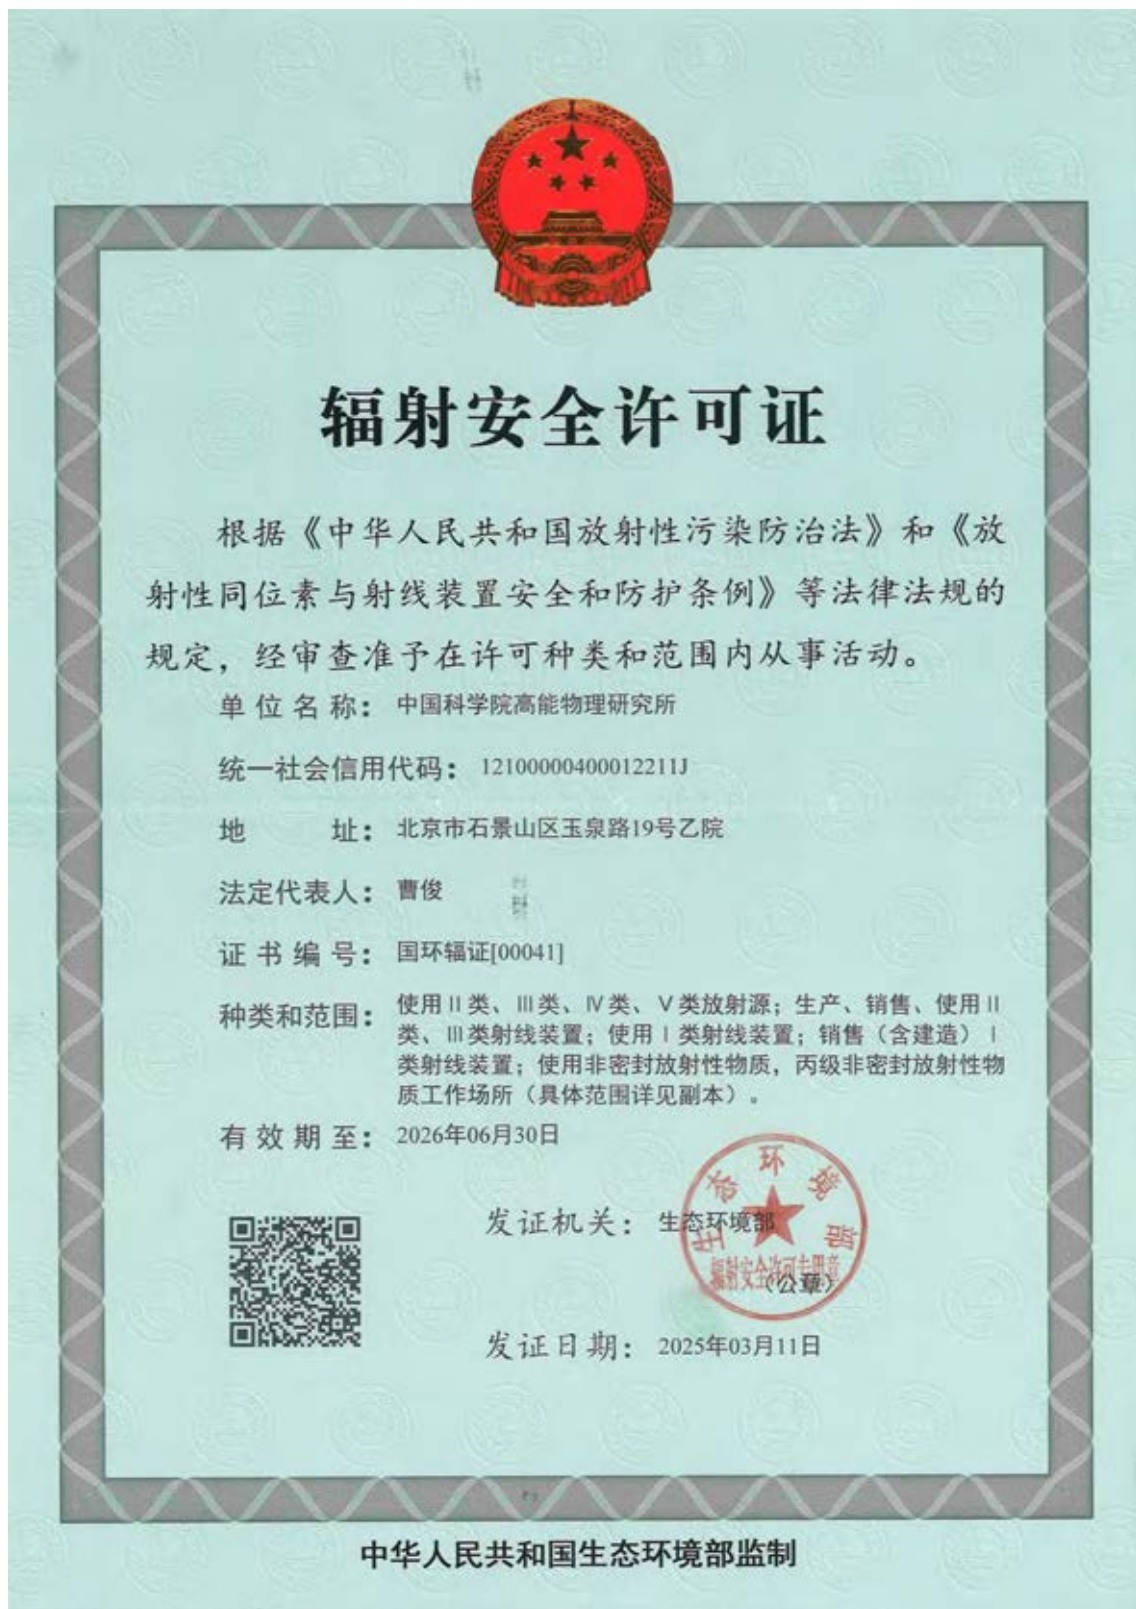 辐射安全许可证
根据《中华人民共和国放射性污染防治法》和《放
射性同位素与射线装置安全和防护条例》等法律法规的
规定，经审查准予在许可种类和范围内从事活动。
单位名称：中国科学院高能物理研究所
统一社会信用代码：12100000400012211J
地 址：北京市石景山区玉泉路19号乙院
法定代表人：曹俊
证书编号：国环辐证[00041]
种类和范围：使用Ⅱ类、Ⅲ类、Ⅳ类、Ⅴ类放射源；生产、销售、使用Ⅱ
类、Ⅲ类射线装置；使用Ⅰ类射线装置；销售（含建造）Ⅰ
类射线装置；使用非密封放射性物质，丙级非密封放射性物
质工作场所（具体范围详见副本）。
有效期至：2026年06月30日
生态环境部
发证机关：生态环境部
辐射安全许可专用章
（公章）
发证日期：2025年03月11日
中华人民共和国生态环境部监制